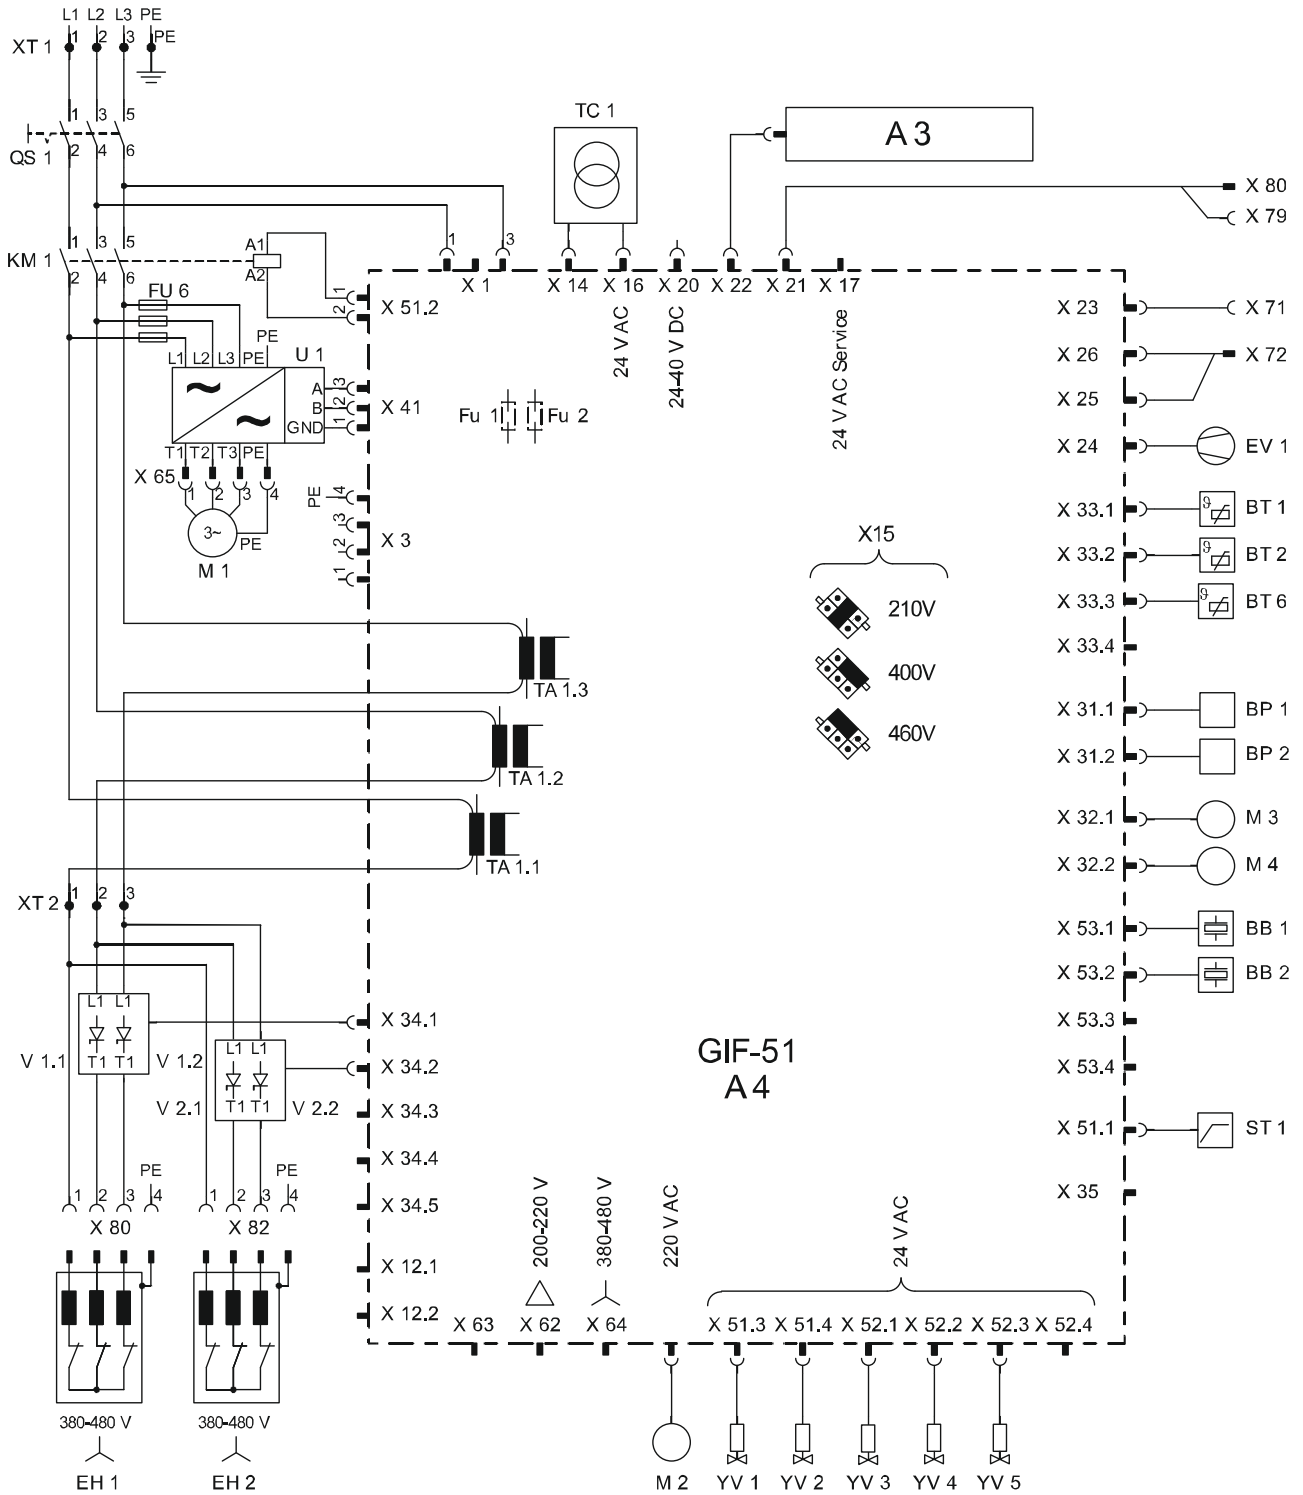 L1 L2 L3 PE
XT 1 1 2 3 PE
TC 1
A 3
1 3 5
QS 1 2 4 6
X 80
X 79
1 3 5 A1
KM 1 A2
2 4 6
1 3
X 1 X 14 X 16 X 20 X 22 X 21 X 17
24 V AC
24-40 V DC
24 V AC Service
FU 6
1
2
X 51.2
X 23 X 71
X 26 X 72
X 25
X 24 EV 1
L1 L2 L3 PE PE U 1
A 3
B 2
GND 1
X 41
Fu 1 Fu 2
T1 T2 T3 PE
X 65 1 2 3 4
3~
PE
M 1
PE 4
3
2
1
X 3
X 33.1 ϑ BT 1
X 33.2 ϑ BT 2
X 33.3 ϑ BT 6
X 33.4
X15
210V
400V
460V
TA 1.3
TA 1.2
TA 1.1
X 31.1 BP 1
X 31.2 BP 2
X 32.1 M 3
X 32.2 M 4
XT 2 1 2 3
X 53.1 BB 1
X 53.2 BB 2
X 53.3
X 53.4
X 51.1 ST 1
X 35
L1 L1
V 1.1 T1 T1 V 1.2
L1 L1
V 2.1 T1 T1 V 2.2
X 34.1
X 34.2
X 34.3
X 34.4
X 34.5
X 12.1
X 12.2
GIF-51
A 4
PE PE
1 2 3 4 1 2 3 4
X 80 X 82
200-220 V
380-480 V
220 V AC
24 V AC
X 63 X 62 X 64 X 51.3 X 51.4 X 52.1 X 52.2 X 52.3 X 52.4
380-480 V 380-480 V
EH 1 EH 2 M 2 YV 1 YV 2 YV 3 YV 4 YV 5